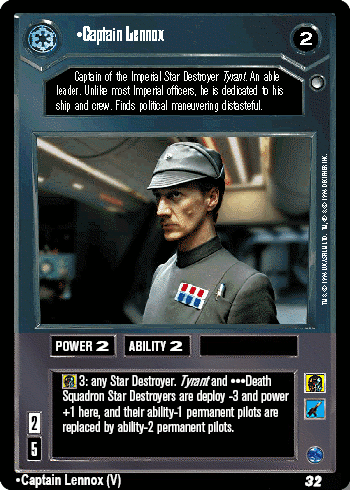 •Captain Lennox
2
Captain of the Imperial Star Destroyer Tyrant. An able
leader. Unlike most Imperial officers, he is dedicated to his
ship and crew. Finds political maneuvering distasteful.
POWER 2
ABILITY 2
3: any Star Destroyer. Tyrant and •••Death
Squadron Star Destroyers are deploy -3 and power
+1 here, and their ability-1 permanent pilots are
replaced by ability-2 permanent pilots.
2
5
•Captain Lennox (V)
32